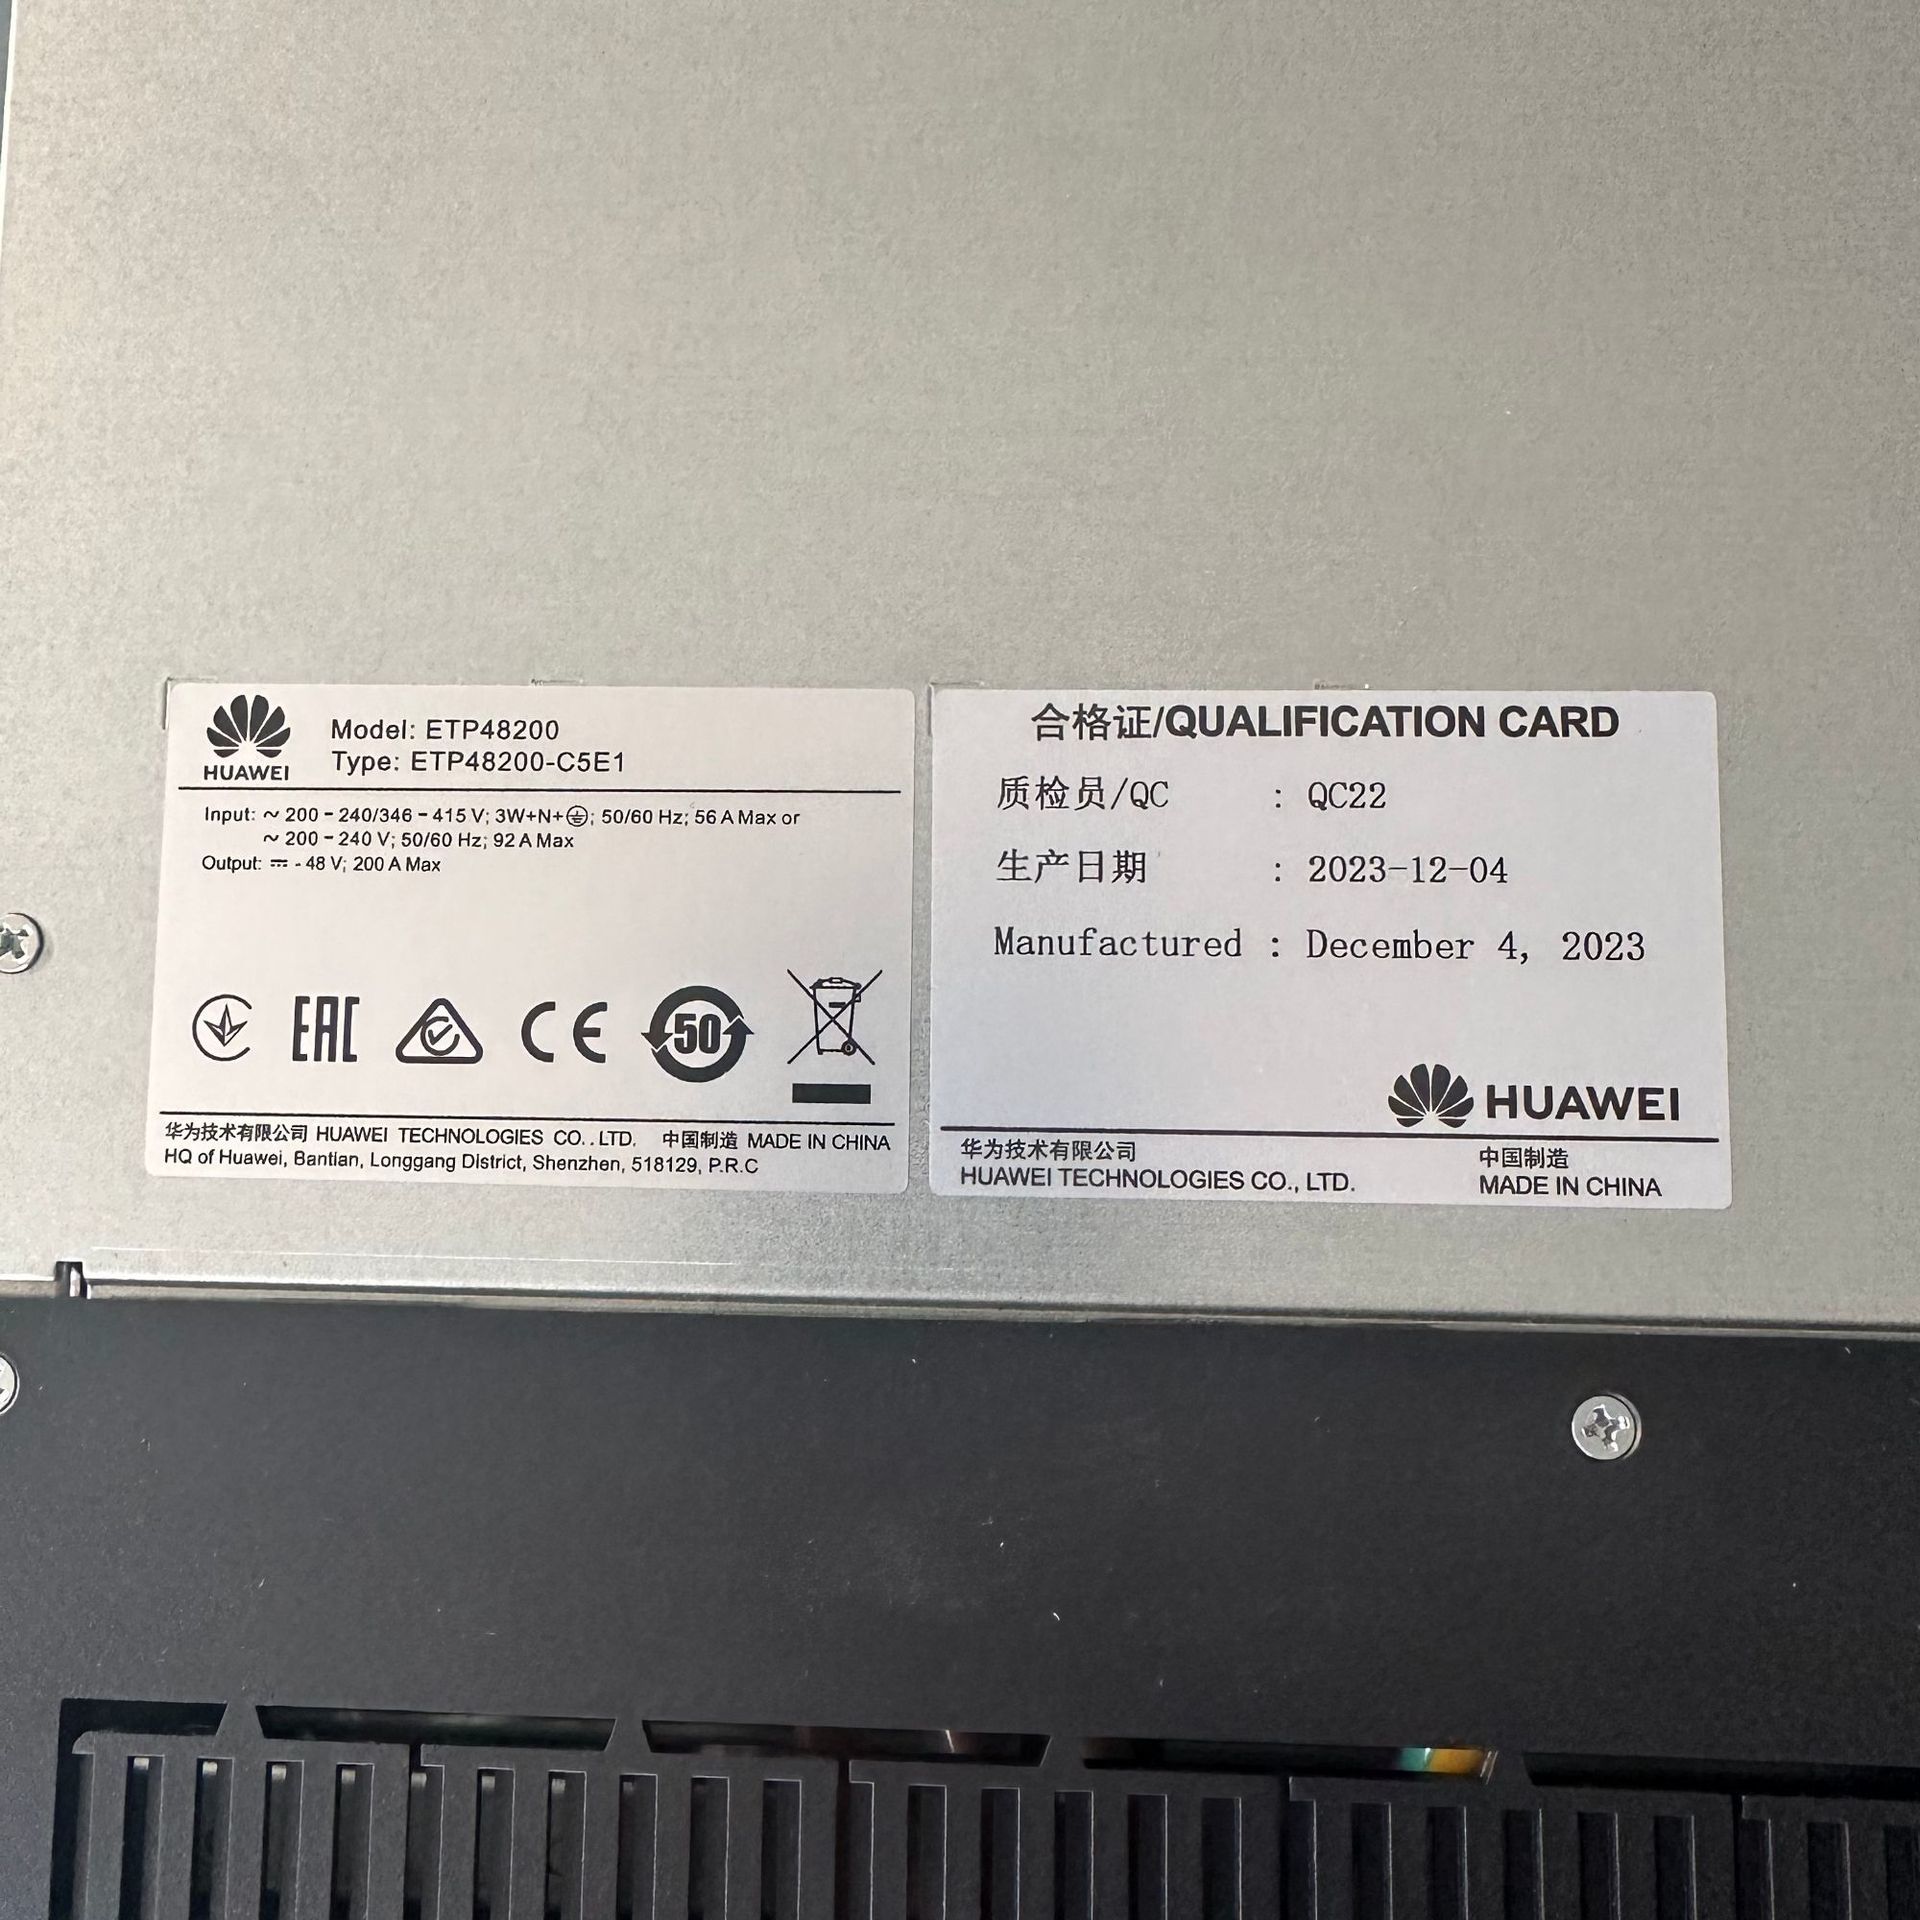 HUAWEI
Model: ETP48200
Type: ETP48200-C5E1
Input: ~ 200-240/346-415 V; 3W+N+⏚; 50/60 Hz; 56 A Max or
~ 200-240 V; 50/60 Hz; 92 A Max
Output: ⎓ - 48 V; 200 A Max
EAC CE 50
华为技术有限公司 HUAWEI TECHNOLOGIES CO.,LTD. 中国制造 MADE IN CHINA
HQ of Huawei, Bantian, Longgang District, Shenzhen, 518129, P.R.C
合格证/QUALIFICATION CARD
质检员/QC : QC22
生产日期 : 2023-12-04
Manufactured : December 4, 2023
HUAWEI
华为技术有限公司 中国制造
HUAWEI TECHNOLOGIES CO., LTD. MADE IN CHINA